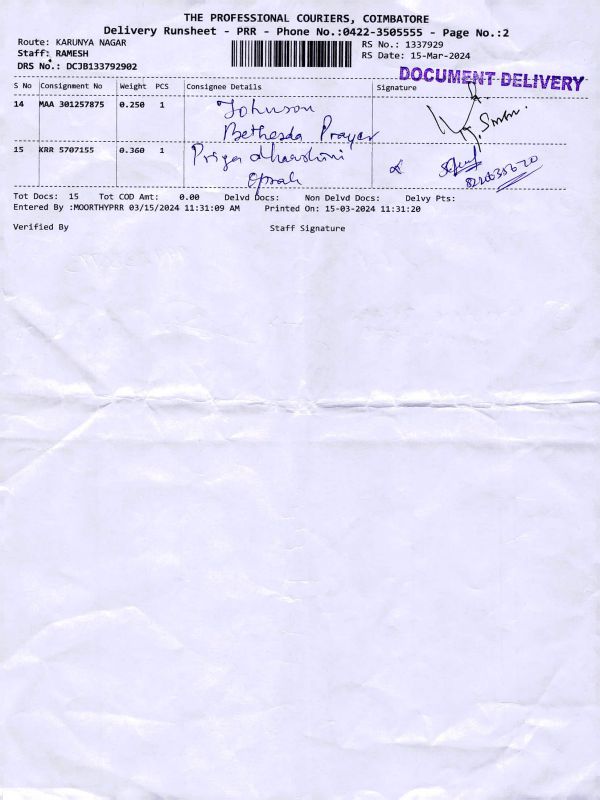 THE PROFESSIONAL COURIERS, COIMBATORE
Delivery Runsheet - PRR - Phone No.:0422-3505555 - Page No.:2
Route: KARUNYA NAGAR
RS No.: 1337929
Staff: RAMESH
RS Date: 15-Mar-2024
DRS No.: DCJB133792902
DOCUMENT DELIVERY
S No Consignment No Weight PCS Consignee Details Signature
14 MAA 301257875 0.250 1 Johnson
Bethesda Prayer
15 KRR 5707155 0.360 1 Priya dhaarshini
Tot Docs: 15 Tot COD Amt: 0.00 Delvd Docs: Non Delvd Docs: Delvy Pts:
Entered By :MOORTHYPRR 03/15/2024 11:31:09 AM Printed On: 15-03-2024 11:31:20
Verified By Staff Signature